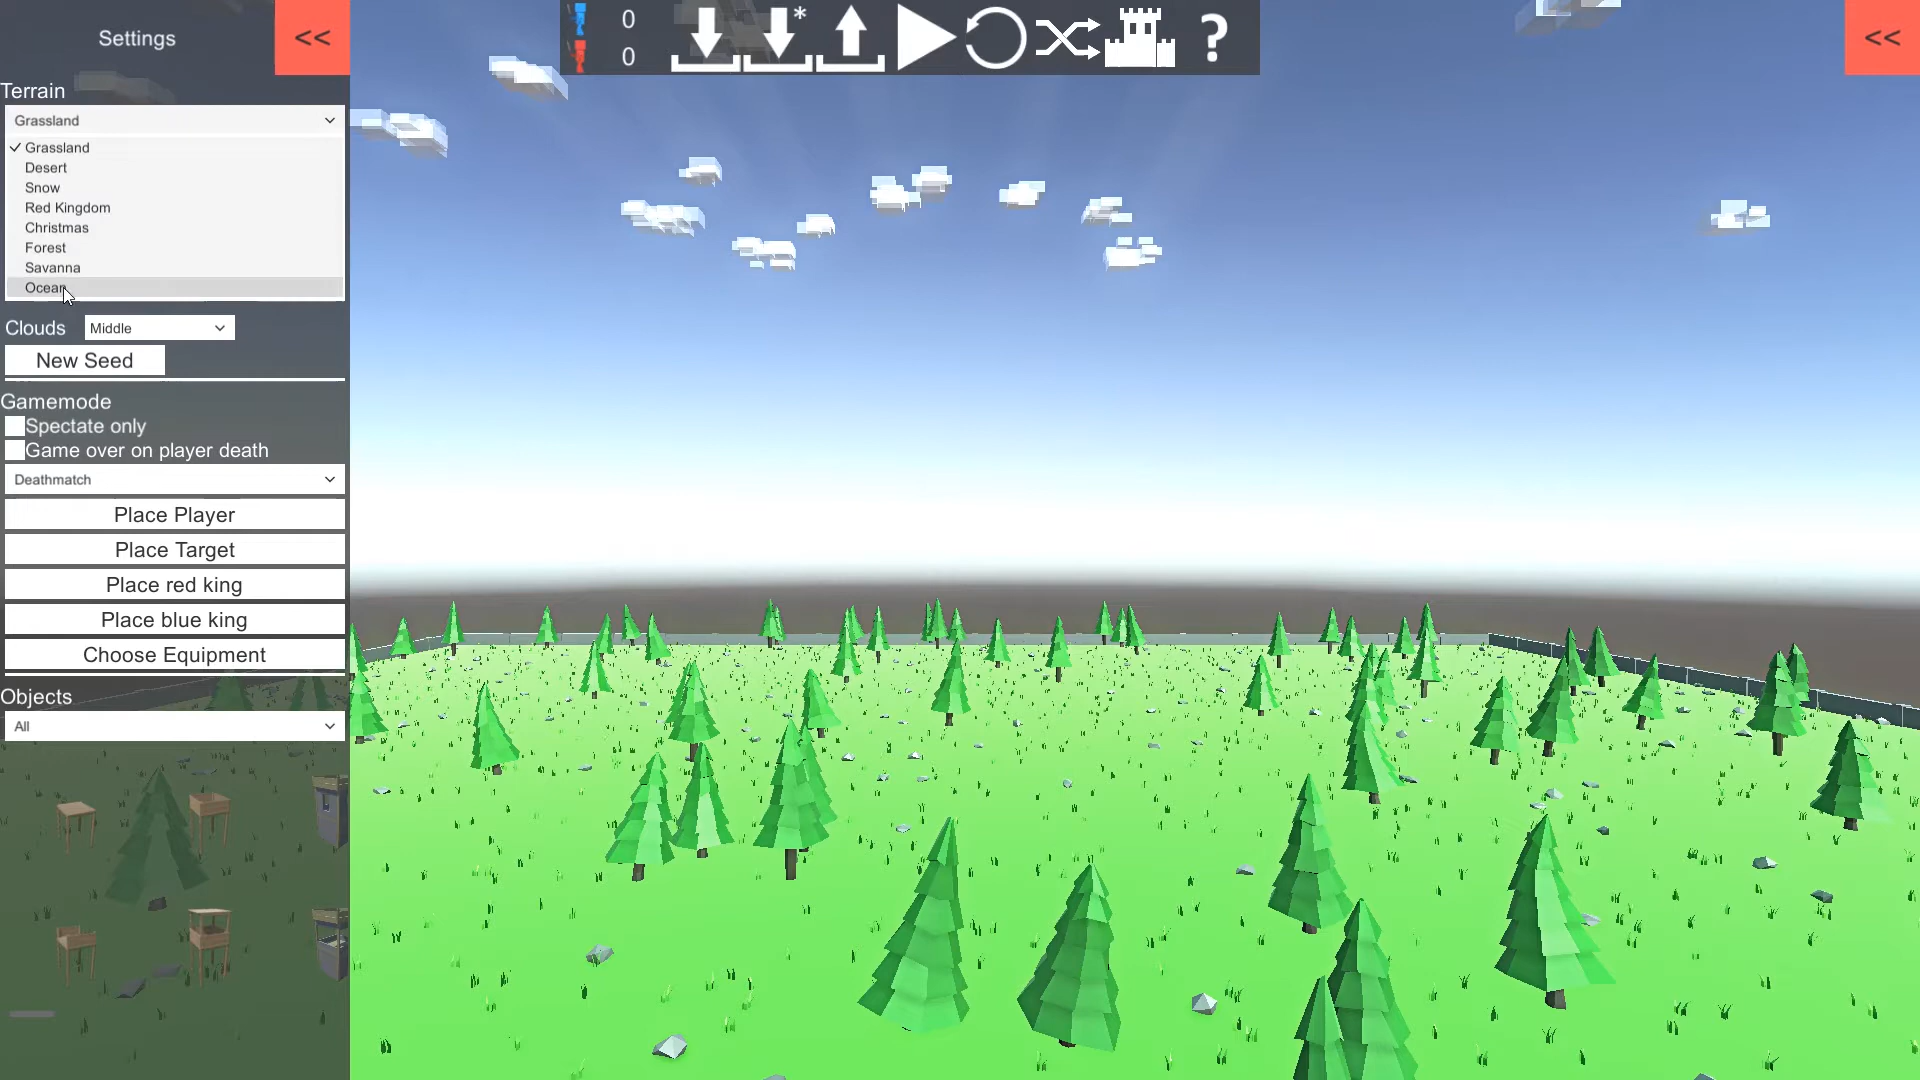 Settings
<<
0
*
?
0
<<
Terrain
Grassland
Grassland
Desert
Snow
Red Kingdom
Christmas
Forest
Savanna
Ocean
Clouds Middle
New Seed
Gamemode
Spectate only
Game over on player death
Deathmatch
Place Player
Place Target
Place red king
Place blue king
Choose Equipment
Objects
All